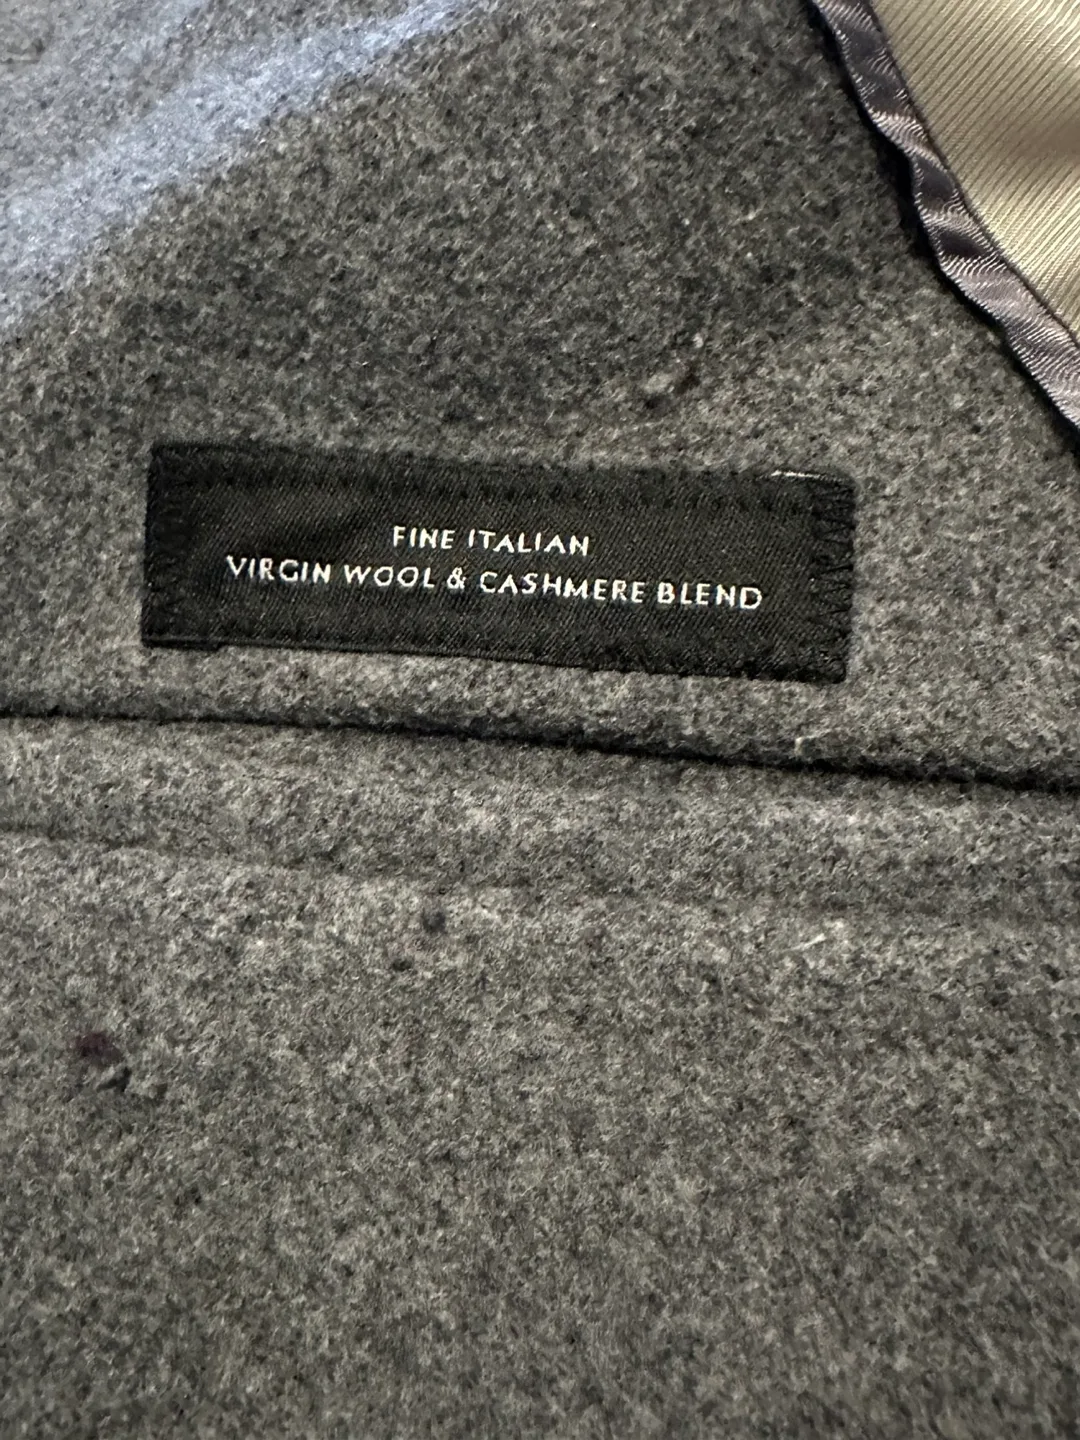 FINE ITALIAN
VIRGIN WOOL & CASHMERE BLEND